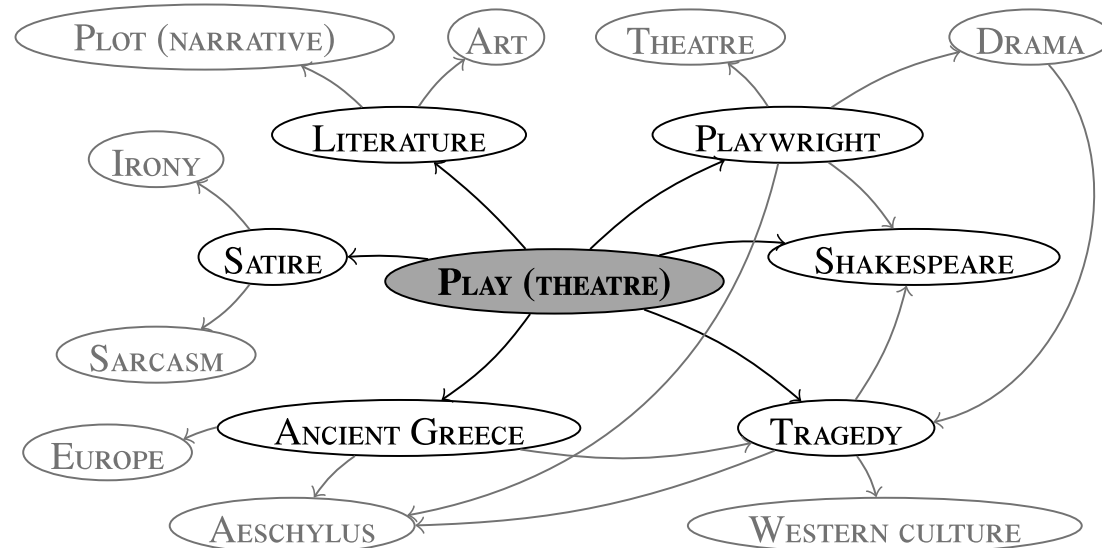 Plot (narrative)
Art
Theatre
Drama
Literature
Playwright
Irony
Satire
Shakespeare
Play (theatre)
Sarcasm
Ancient Greece
Tragedy
Europe
Aeschylus
Western culture